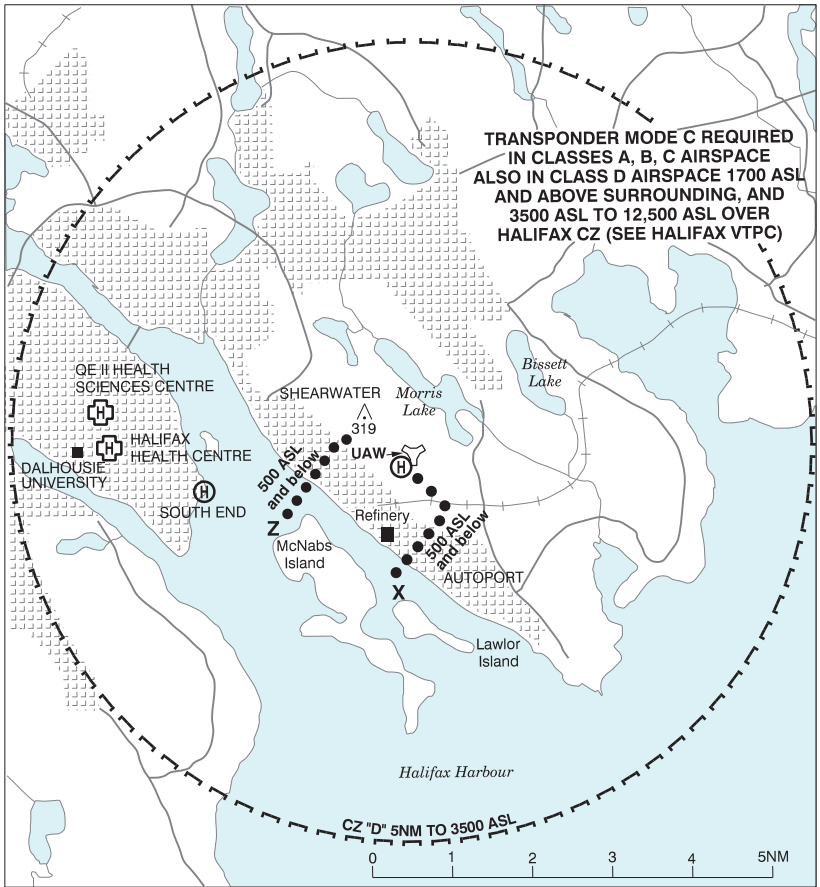 TRANSPONDER MODE C REQUIRED
IN CLASSES A, B, C AIRSPACE
ALSO IN CLASS D AIRSPACE 1700 ASL
AND ABOVE SURROUNDING, AND
3500 ASL TO 12,500 ASL OVER
HALIFAX CZ (SEE HALIFAX VTPC)
QE II HEALTH
SCIENCES CENTRE
H
H
HALIFAX
HEALTH CENTRE
DALHOUSIE
UNIVERSITY
H
SOUTH END
SHEARWATER
319
Morris
Lake
Bissett
Lake
UAW
H
500 ASL
and below
Z
McNabs
Island
Refinery
500 ASL
and below
X
AUTOPORT
Lawlor
Island
Halifax Harbour
CZ "D" 5NM TO 3500 ASL
0 1 2 3 4 5NM